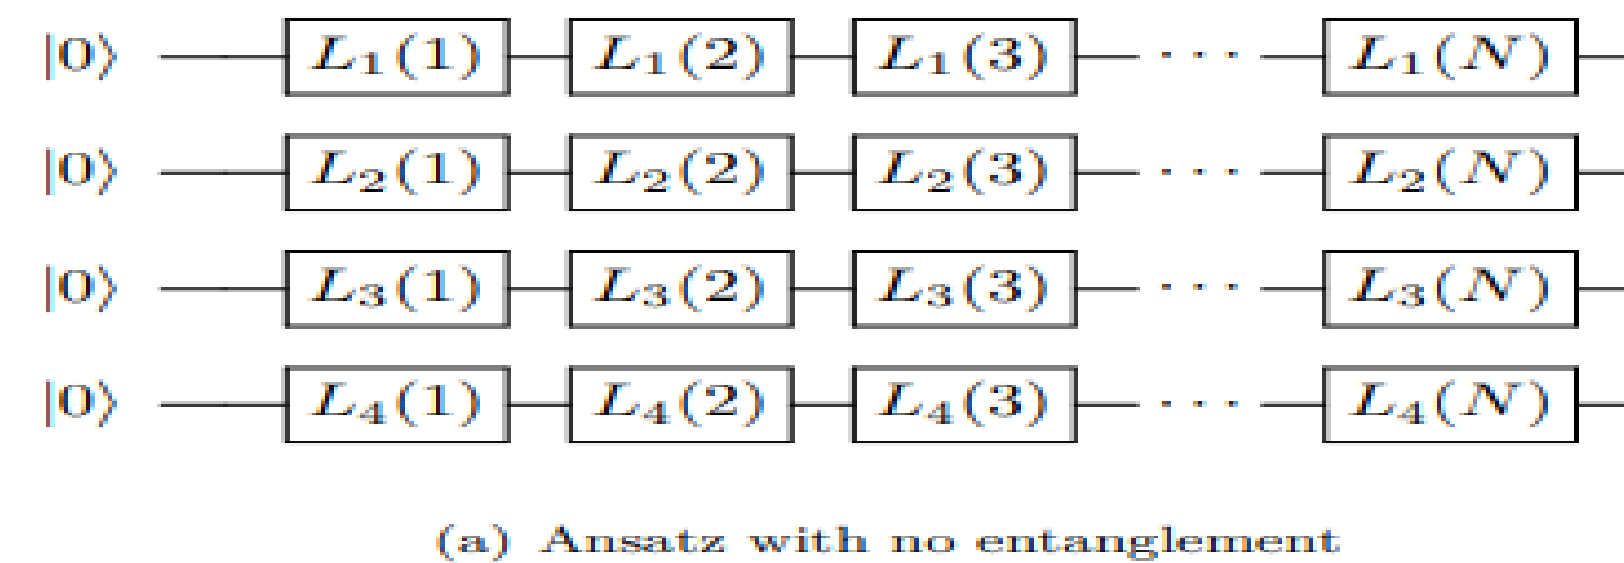 |0⟩ L₁(1) L₁(2) L₁(3) ··· L₁(N)
|0⟩ L₂(1) L₂(2) L₂(3) ··· L₂(N)
|0⟩ L₃(1) L₃(2) L₃(3) ··· L₃(N)
|0⟩ L₄(1) L₄(2) L₄(3) ··· L₄(N)
(a) Ansatz with no entanglement